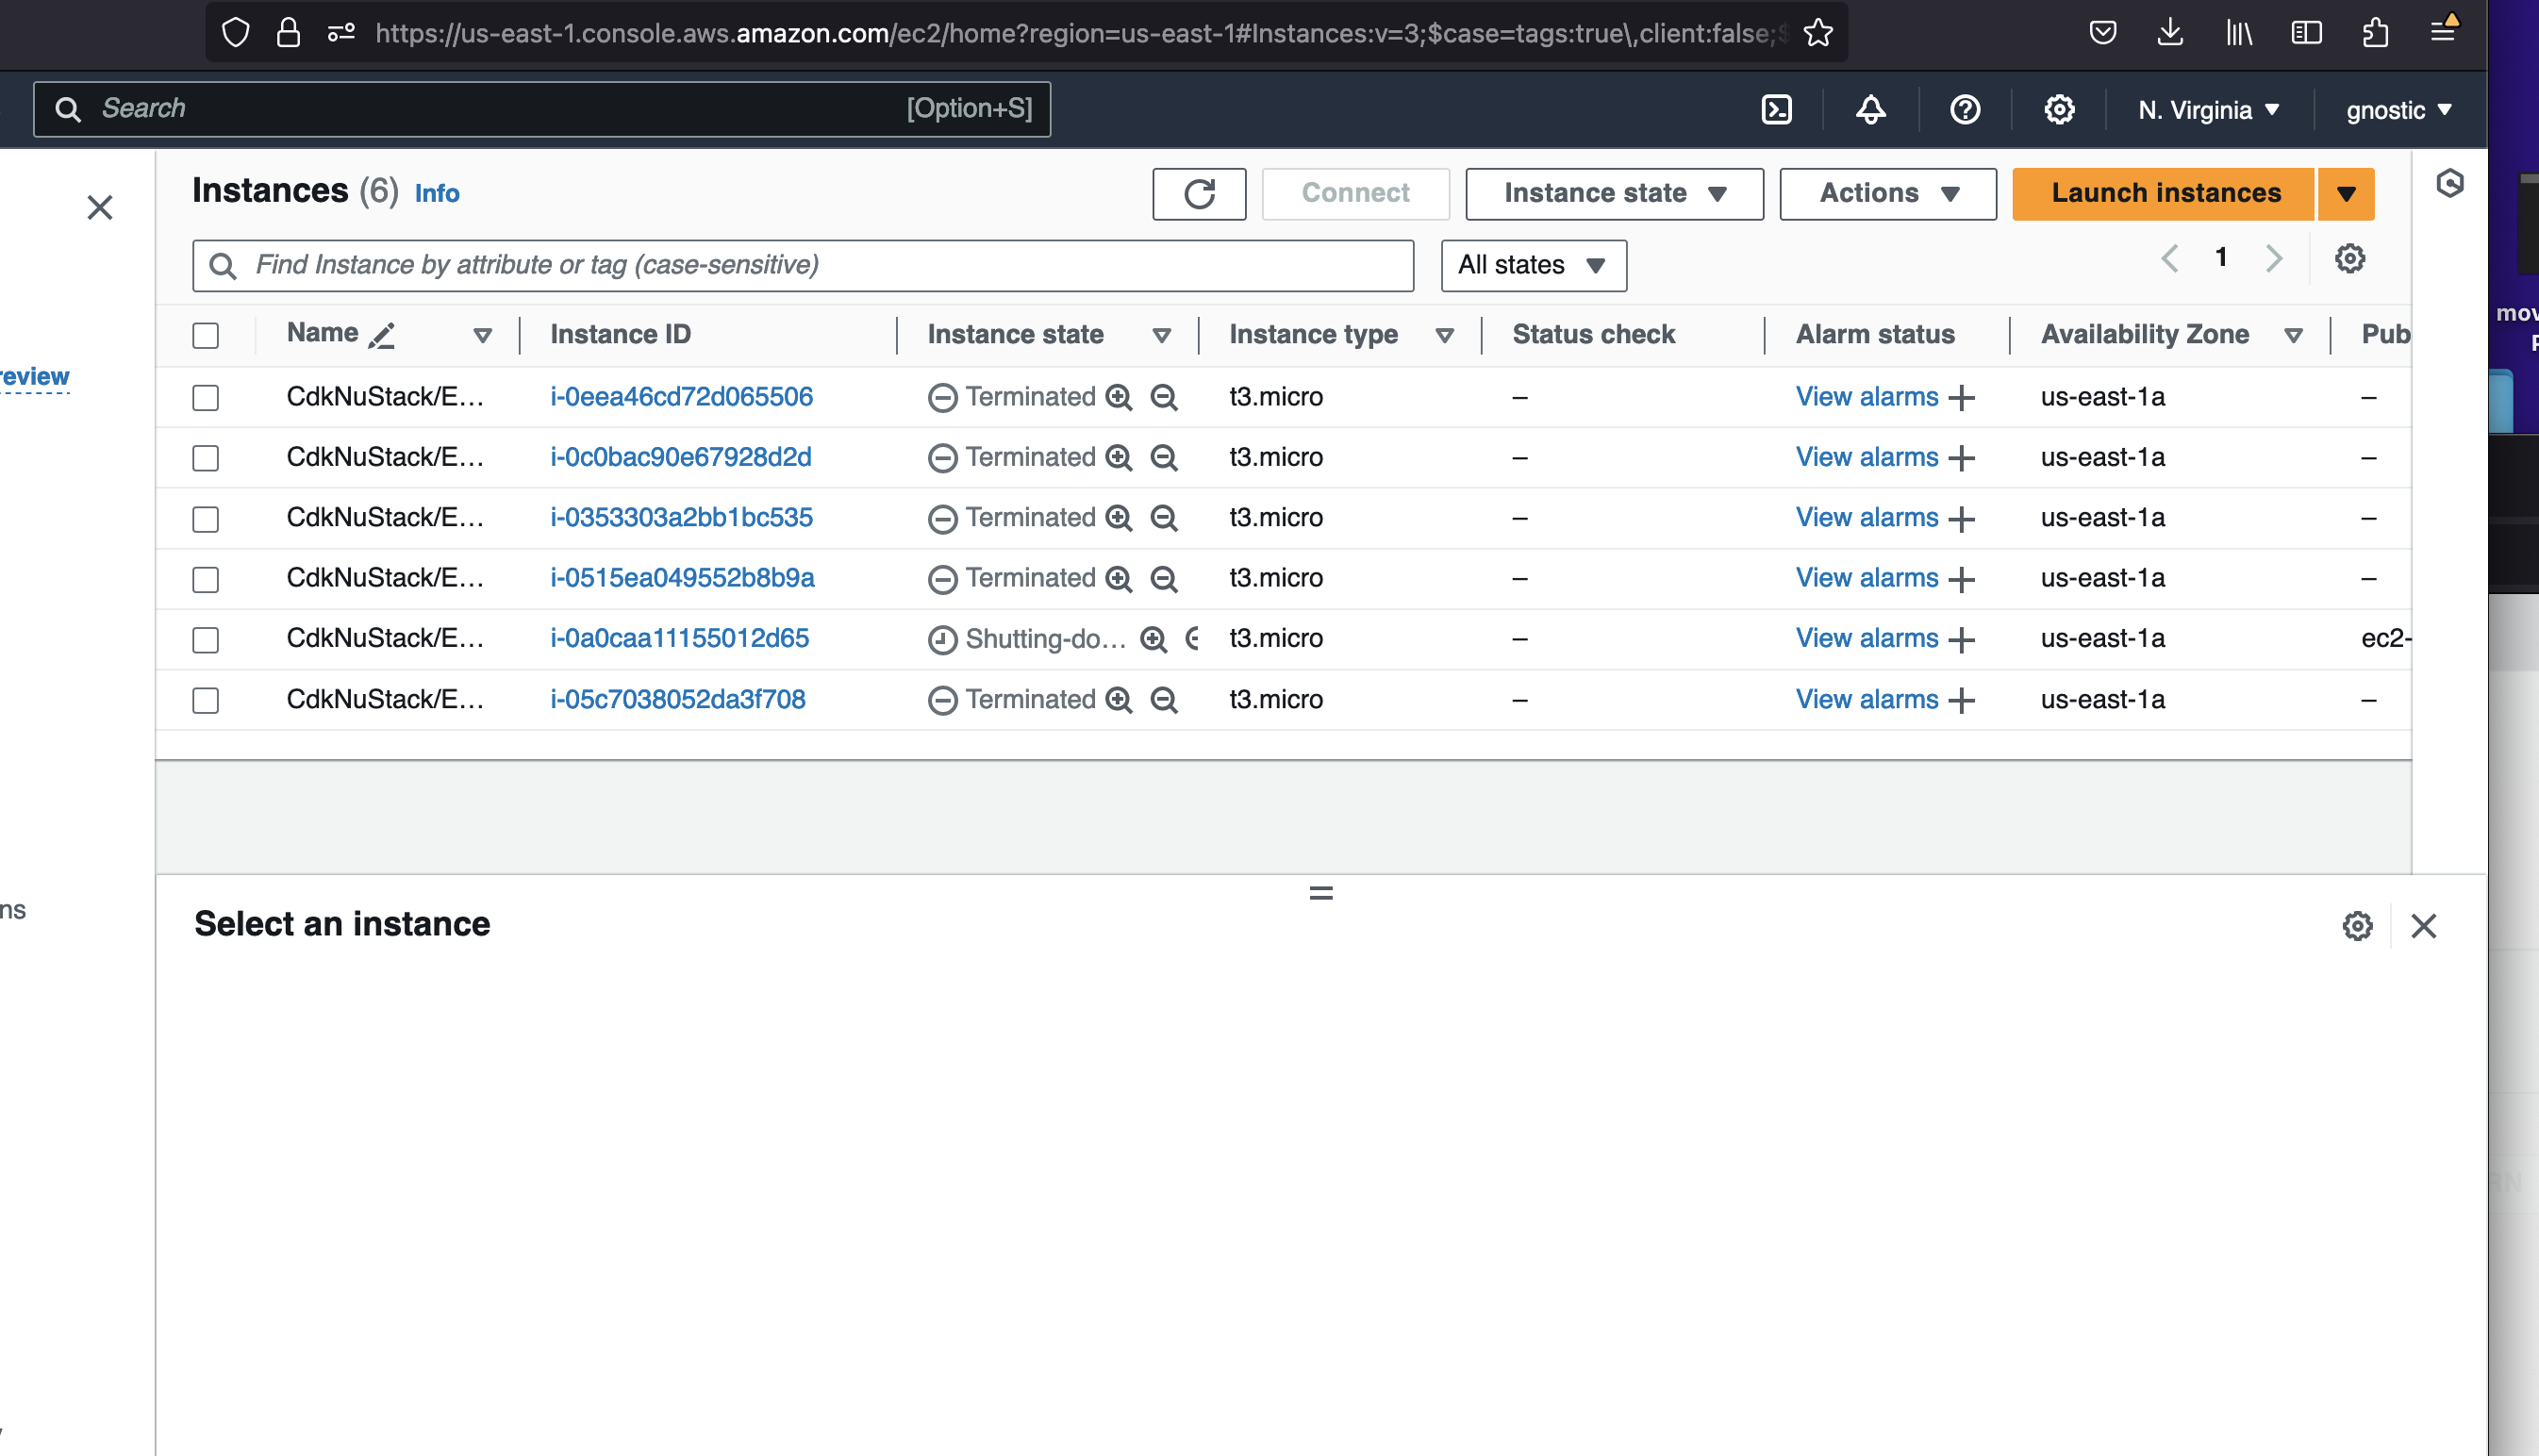 https://us-east-1.console.aws.amazon.com/ec2/home?region=us-east-1#Instances:v=3;$case=tags:true\,client:false;$
Search [Option+S] N. Virginia gnostic
Instances (6) Info Connect Instance state Actions Launch instances
Find Instance by attribute or tag (case-sensitive) All states 1
Name Instance ID Instance state Instance type Status check Alarm status Availability Zone Pub
CdkNuStack/E... i-0eea46cd72d065506 Terminated t3.micro – View alarms + us-east-1a –
CdkNuStack/E... i-0c0bac90e67928d2d Terminated t3.micro – View alarms + us-east-1a –
CdkNuStack/E... i-0353303a2bb1bc535 Terminated t3.micro – View alarms + us-east-1a –
CdkNuStack/E... i-0515ea049552b8b9a Terminated t3.micro – View alarms + us-east-1a –
CdkNuStack/E... i-0a0caa11155012d65 Shutting-do... t3.micro – View alarms + us-east-1a ec2-
CdkNuStack/E... i-05c7038052da3f708 Terminated t3.micro – View alarms + us-east-1a –
review
ns
Select an instance
mov